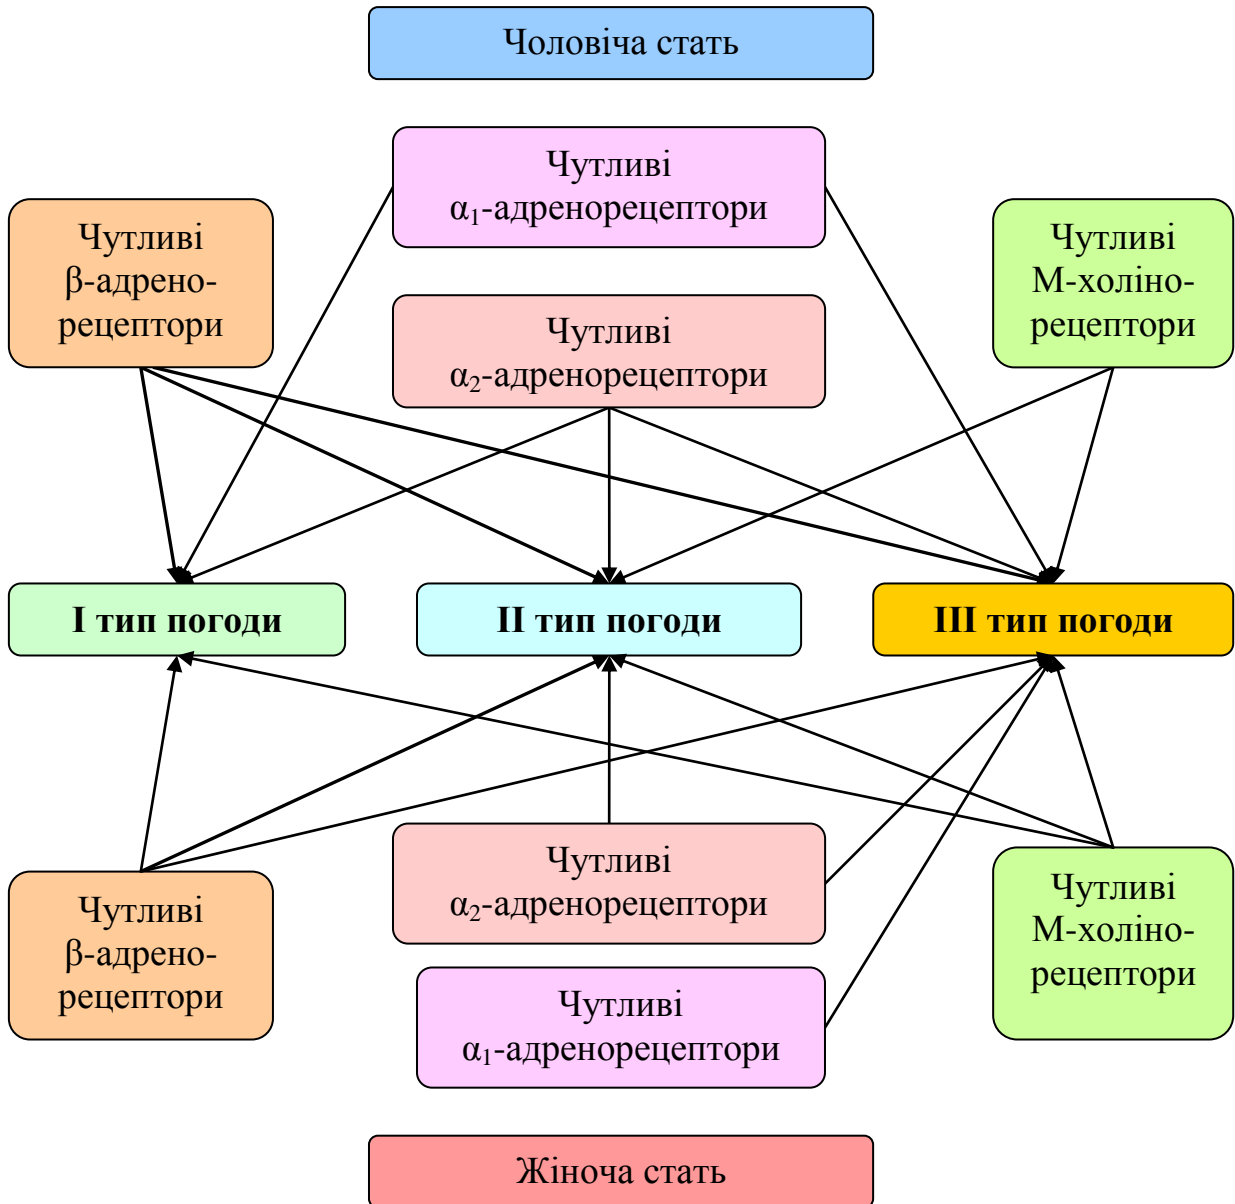 Чоловіча стать
Чутливі
α₁-адренорецептори
Чутливі
β-адрено-
рецептори
Чутливі
М-холіно-
рецептори
Чутливі
α₂-адренорецептори
І тип погоди
ІІ тип погоди
ІІІ тип погоди
Чутливі
α₂-адренорецептори
Чутливі
β-адрено-
рецептори
Чутливі
М-холіно-
рецептори
Чутливі
α₁-адренорецептори
Жіноча стать